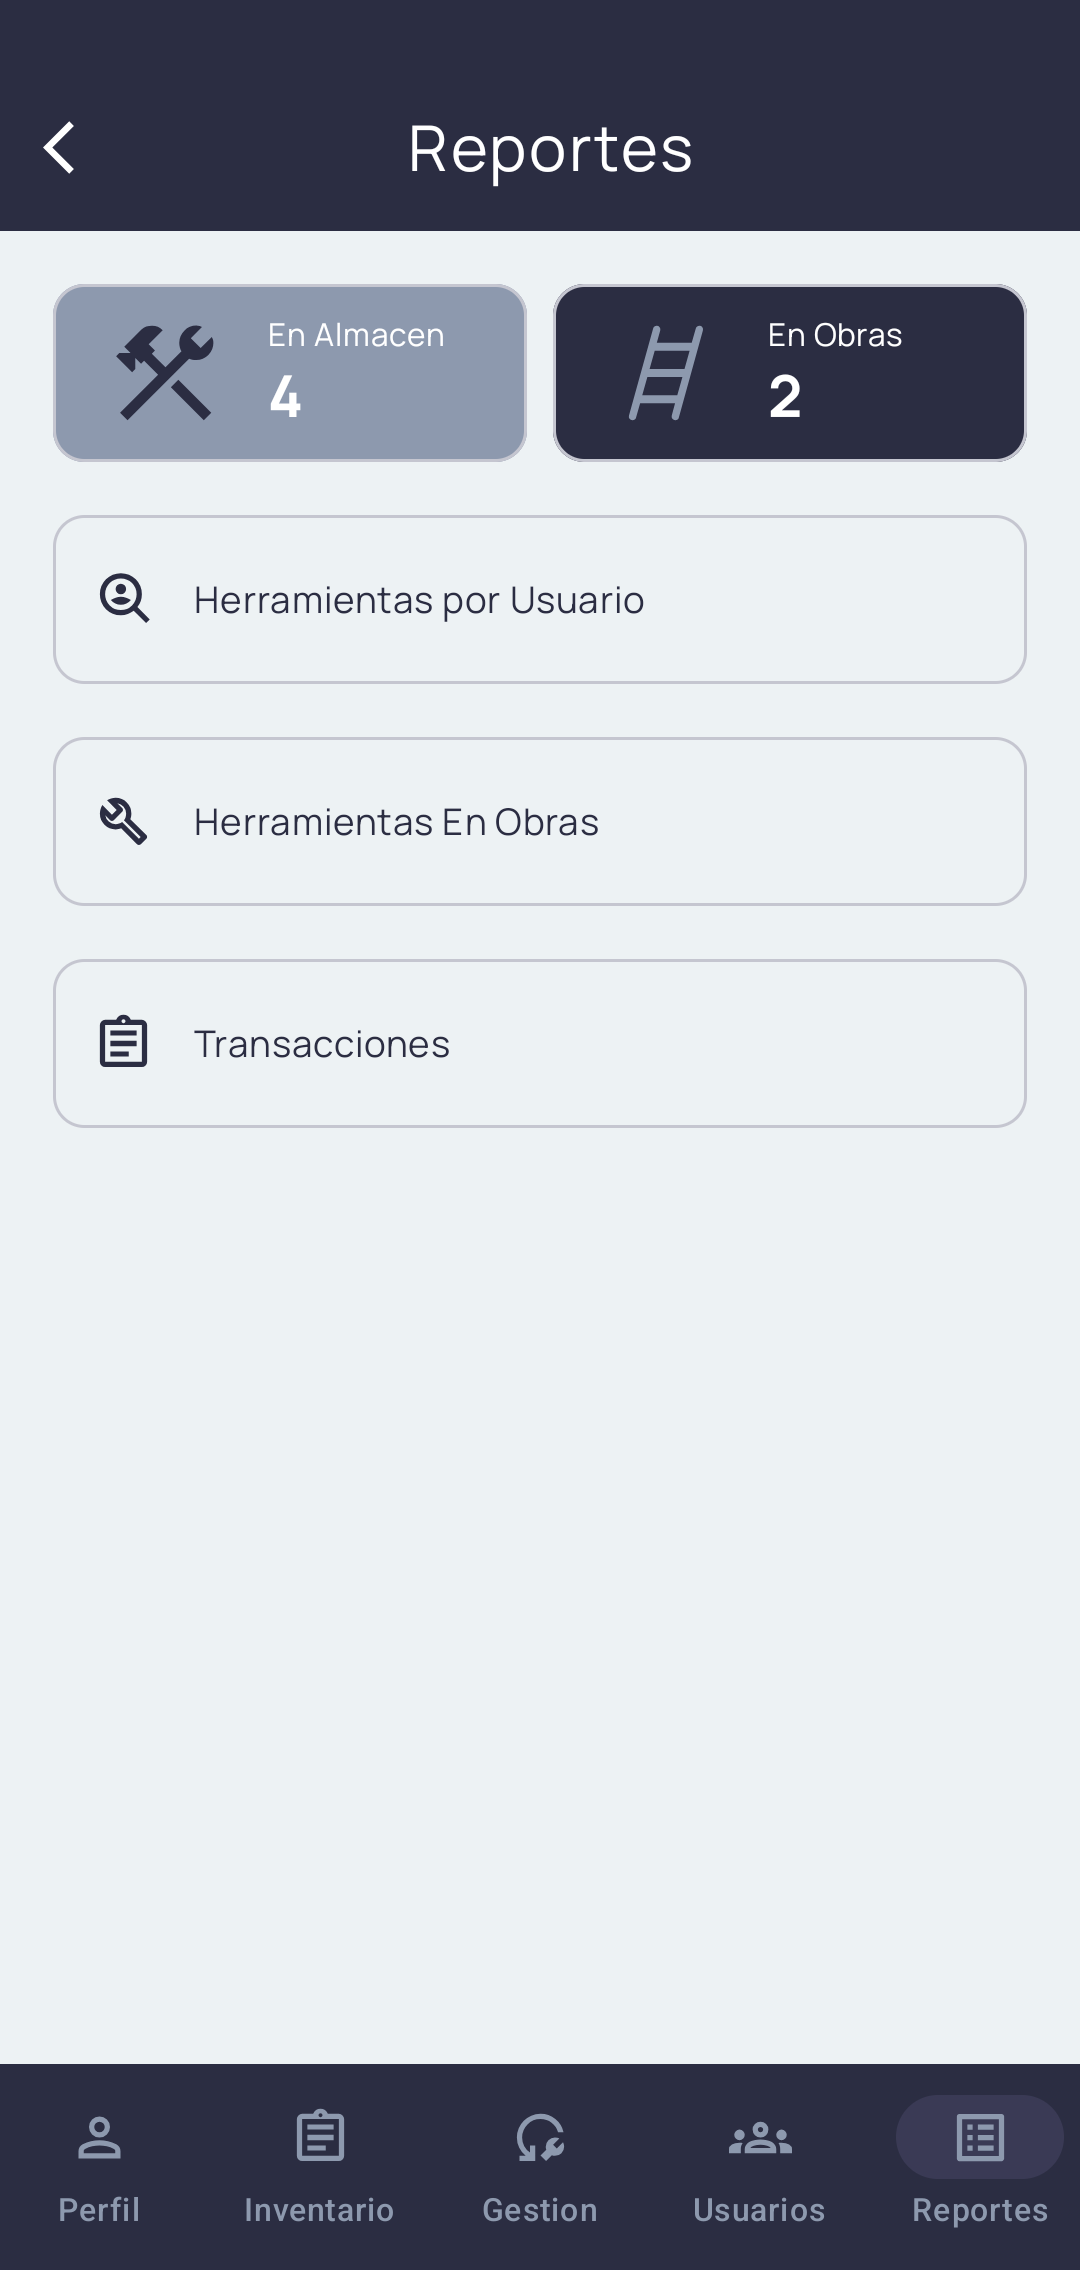 Reportes
En Almacen
4
En Obras
2
Herramientas por Usuario
Herramientas En Obras
Transacciones
Perfil
Inventario
Gestion
Usuarios
Reportes